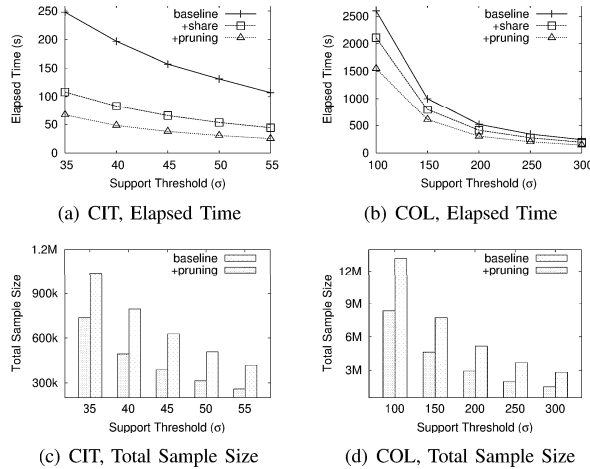 baseline
+share
+pruning
Elapsed Time (s)
250
200
150
100
50
0
35 40 45 50 55
Support Threshold (σ)
(a) CIT, Elapsed Time
baseline
+share
+pruning
Elapsed Time (s)
2500
2000
1500
1000
500
0
100 150 200 250 300
Support Threshold (σ)
(b) COL, Elapsed Time
baseline
+pruning
Total Sample Size
1.2M
900k
600k
300k
35 40 45 50 55
Support Threshold (σ)
(c) CIT, Total Sample Size
baseline
+pruning
Total Sample Size
12M
9M
6M
3M
100 150 200 250 300
Support Threshold (σ)
(d) COL, Total Sample Size